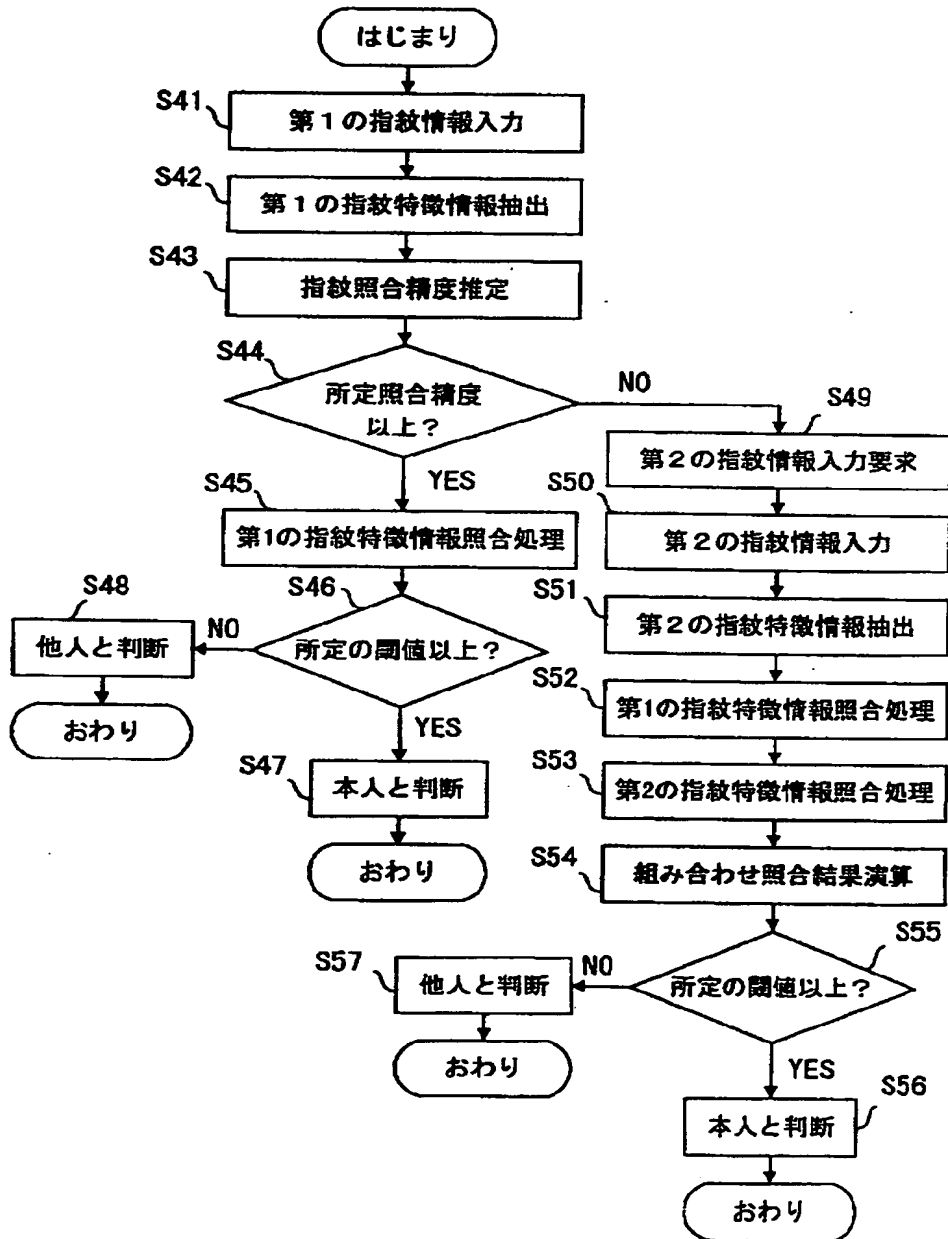 はじまり
S41
第1の指紋情報入力
S42
第1の指紋特徴情報抽出
S43
指紋照合精度推定
S44
所定照合精度
以上?
NO
YES
S45
第1の指紋特徴情報照合処理
S46
所定の閾値以上?
NO
S48
他人と判断
おわり
YES
S47
本人と判断
おわり
S49
第2の指紋情報入力要求
S50
第2の指紋情報入力
S51
第2の指紋特徴情報抽出
S52
第1の指紋特徴情報照合処理
S53
第2の指紋特徴情報照合処理
S54
組み合わせ照合結果演算
S55
所定の閾値以上?
NO
S57
他人と判断
おわり
YES
S56
本人と判断
おわり